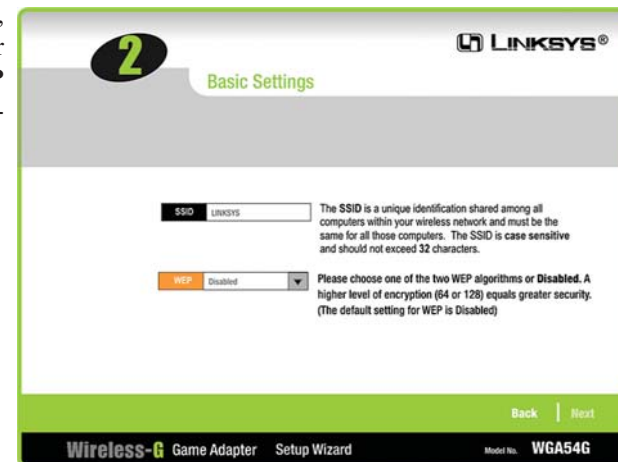 ,
r
-
2
LINKSYS®
Basic Settings
SSID LINKSYS
The SSID is a unique identification shared among all
computers within your wireless network and must be the
same for all those computers. The SSID is case sensitive
and should not exceed 32 characters.
WEP Disabled
Please choose one of the two WEP algorithms or Disabled. A
higher level of encryption (64 or 128) equals greater security.
(The default setting for WEP is Disabled)
Back | Next
Wireless-G Game Adapter Setup Wizard Model No. WGA54G